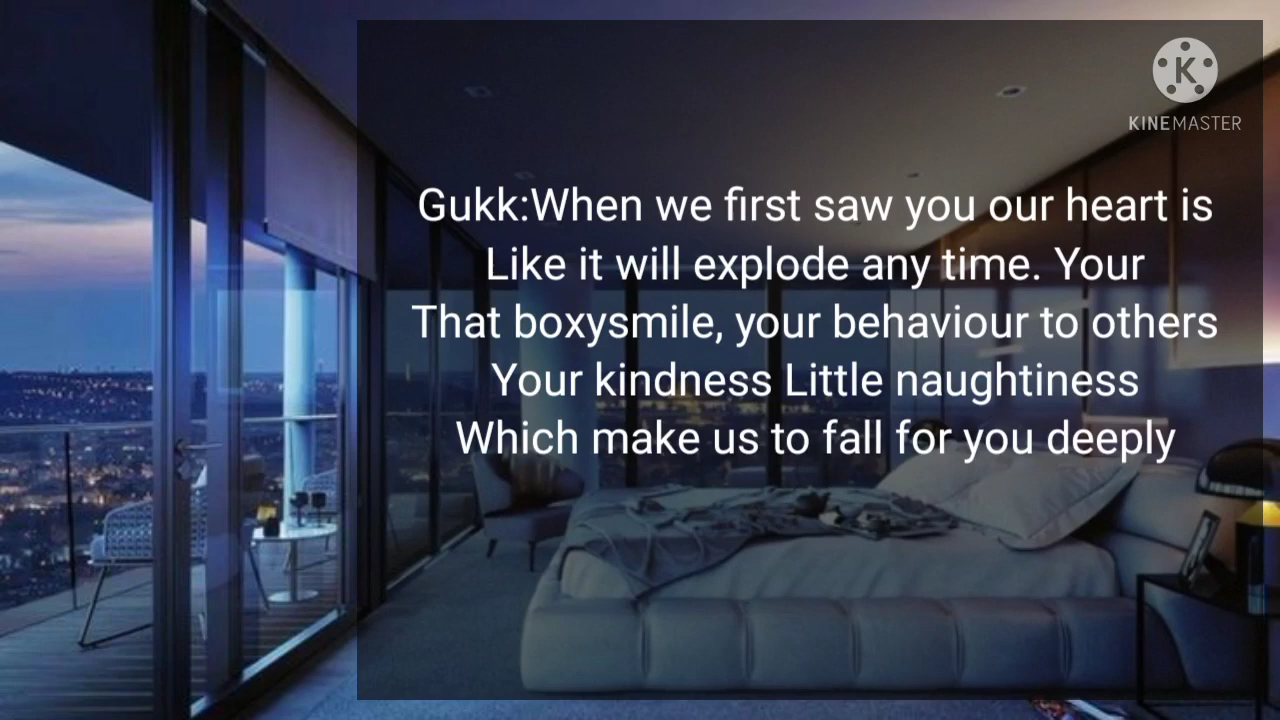 KINEMASTER
Gukk:When we first saw you our heart is
Like it will explode any time. Your
That boxysmile, your behaviour to others
Your kindness Little naughtiness
Which make us to fall for you deeply